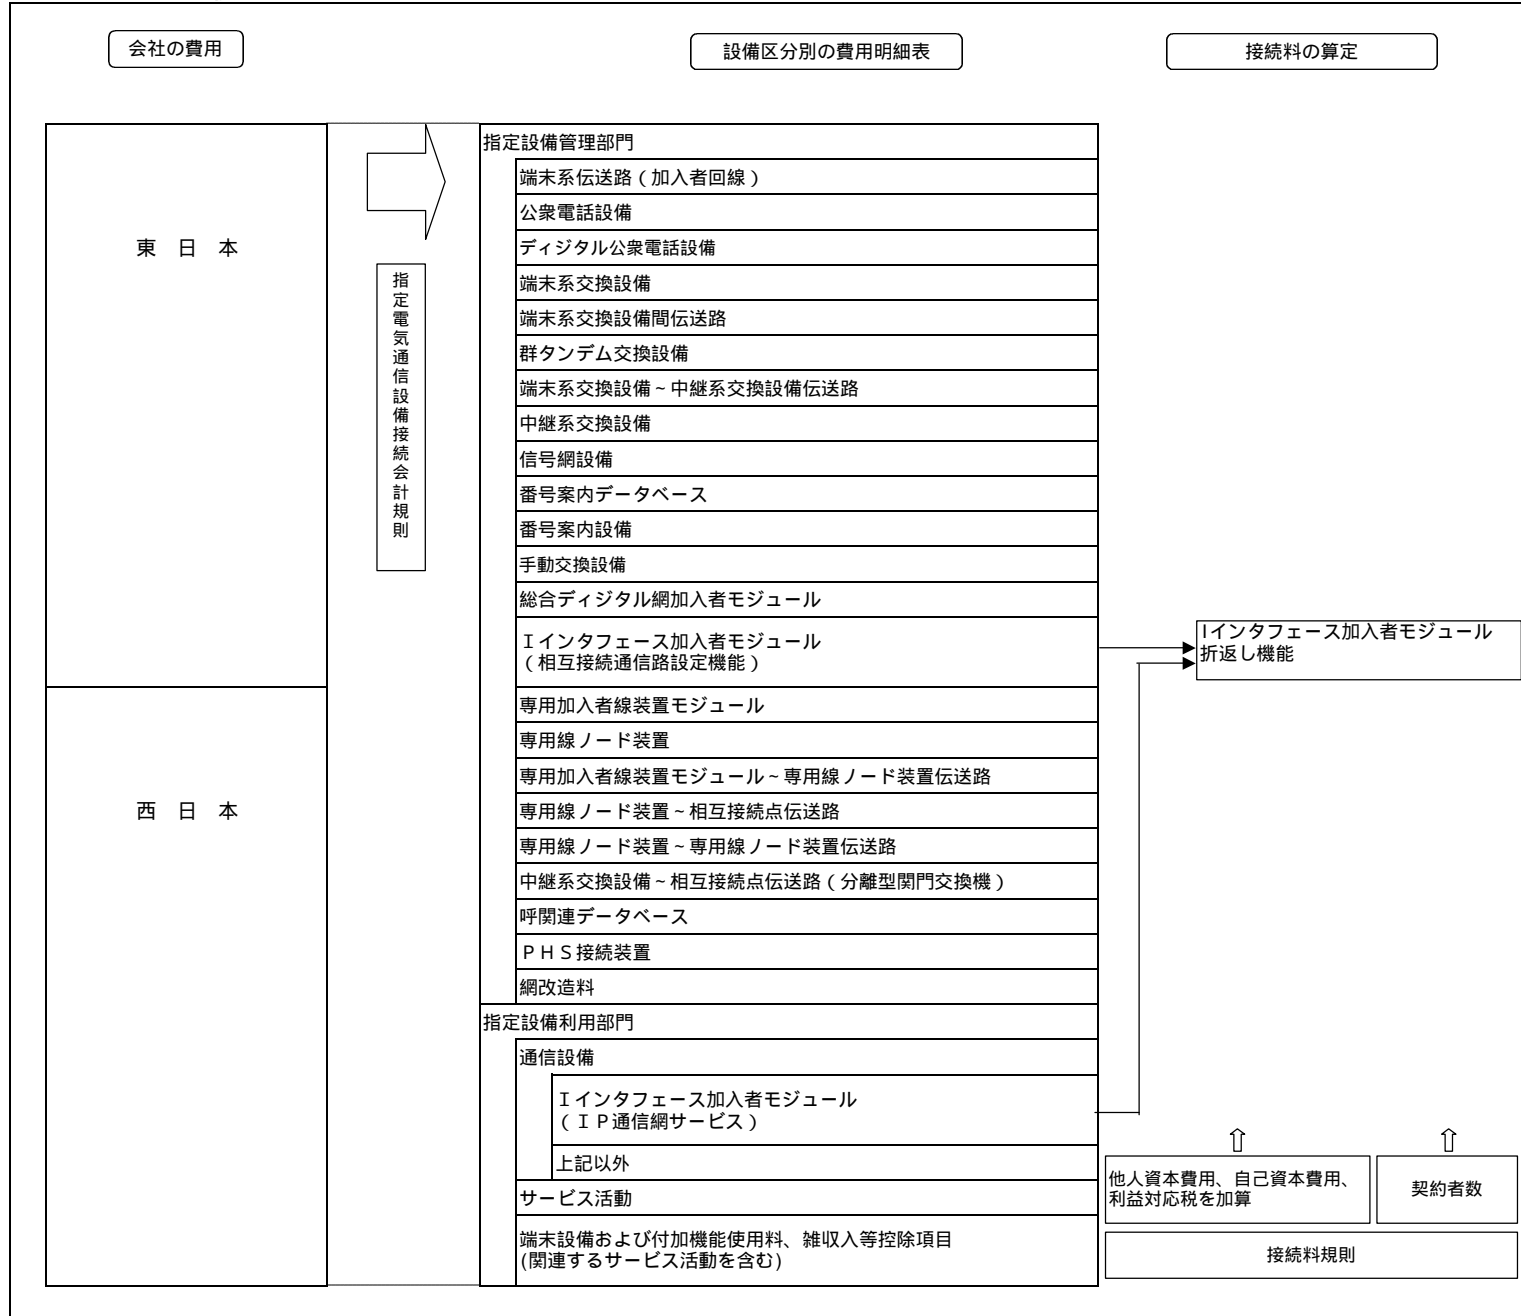 会社の費用
設備区分別の費用明細表
接続料の算定
東 日 本
西 日 本
指定電気通信設備接続会計規則
指定設備管理部門
端末系伝送路(加入者回線)
公衆電話設備
ディジタル公衆電話設備
端末系交換設備
端末系交換設備間伝送路
群タンデム交換設備
端末系交換設備~中継系交換設備伝送路
中継系交換設備
信号網設備
番号案内データベース
番号案内設備
手動交換設備
総合ディジタル網加入者モジュール
Iインタフェース加入者モジュール
(相互接続通信路設定機能)
専用加入者線装置モジュール
専用線ノード装置
専用加入者線装置モジュール~専用線ノード装置伝送路
専用線ノード装置~相互接続点伝送路
専用線ノード装置~専用線ノード装置伝送路
中継系交換設備~相互接続点伝送路(分離型関門交換機)
呼関連データベース
PHS接続装置
網改造料
指定設備利用部門
通信設備
Iインタフェース加入者モジュール
(IP通信網サービス)
上記以外
サービス活動
端末設備および付加機能使用料、雑収入等控除項目
(関連するサービス活動を含む)
Iインタフェース加入者モジュール
折返し機能
他人資本費用、自己資本費用、
利益対応税を加算
契約者数
接続料規則